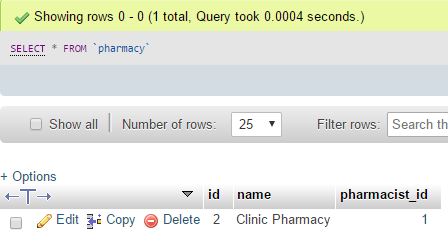 Showing rows 0 - 0 (1 total, Query took 0.0004 seconds.)
SELECT * FROM `pharmacy`
Show all Number of rows: 25 Filter rows: Search th
+ Options
←T→ id name pharmacist_id
Edit Copy Delete 2 Clinic Pharmacy 1